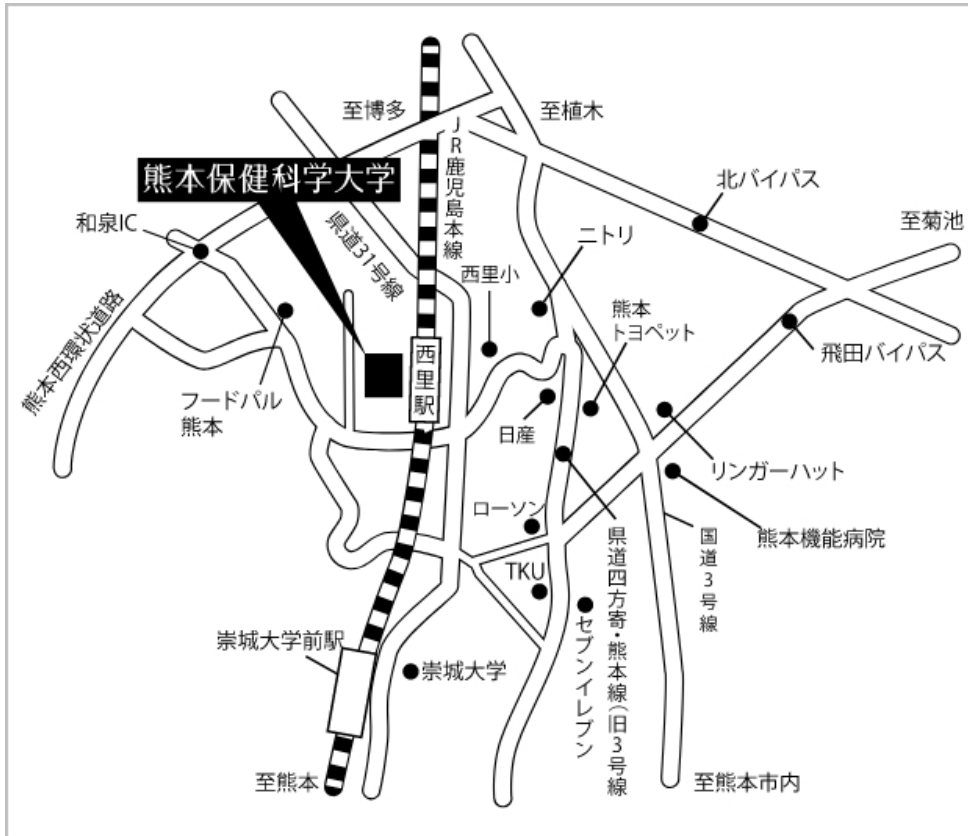 至博多
至植木
JR鹿児島本線
熊本保健科学大学
北バイパス
和泉IC
県道31号線
ニトリ
至菊池
西里小
熊本西環状道路
熊本
トヨペット
飛田バイパス
西里駅
フードパル
熊本
日産
リンガーハット
ローソン
国道3号線
熊本機能病院
県道四方寄・熊本線(旧3号線
TKU
セブンイレブン
崇城大学前駅
崇城大学
至熊本
至熊本市内